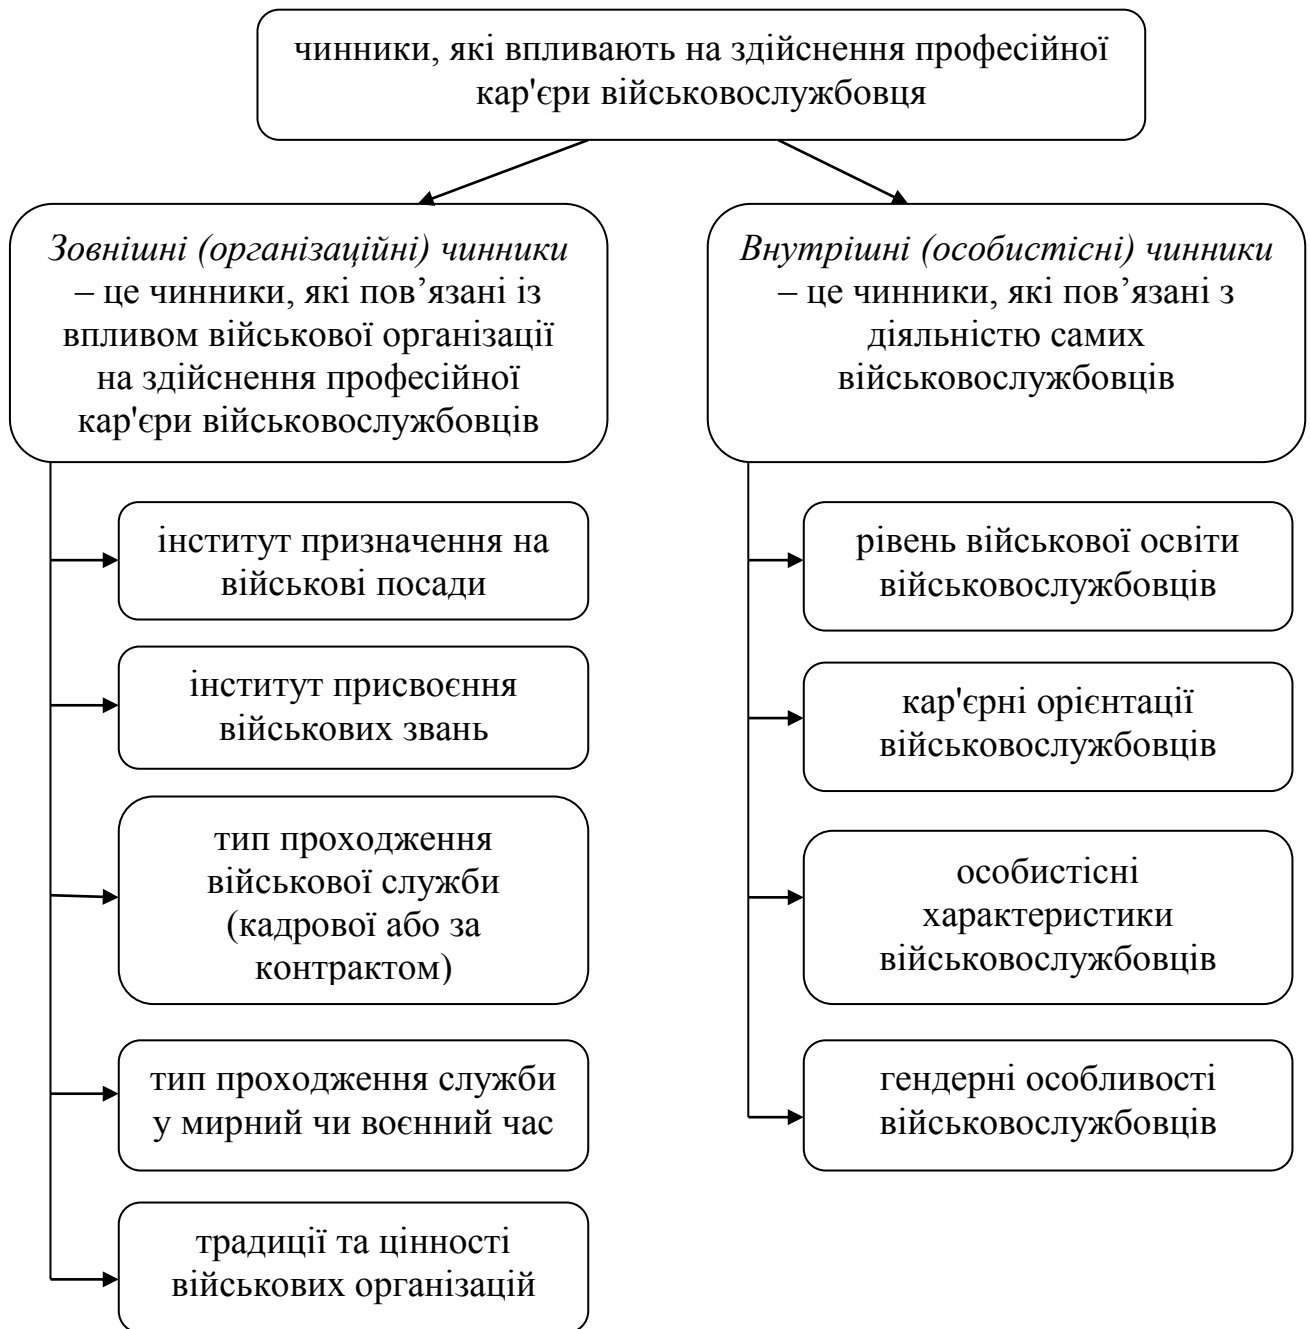 чинники, які впливають на здійснення професійної
кар'єри військовослужбовця
Зовнішні (організаційні) чинники
– це чинники, які пов’язані із
впливом військової організації
на здійснення професійної
кар'єри військовослужбовців
інститут призначення на
військові посади
інститут присвоєння
військових звань
тип проходження
військової служби
(кадрової або за
контрактом)
тип проходження служби
у мирний чи воєнний час
традиції та цінності
військових організацій
Внутрішні (особистісні) чинники
– це чинники, які пов’язані з
діяльністю самих
військовослужбовців
рівень військової освіти
військовослужбовців
кар'єрні орієнтації
військовослужбовців
особистісні
характеристики
військовослужбовців
гендерні особливості
військовослужбовців